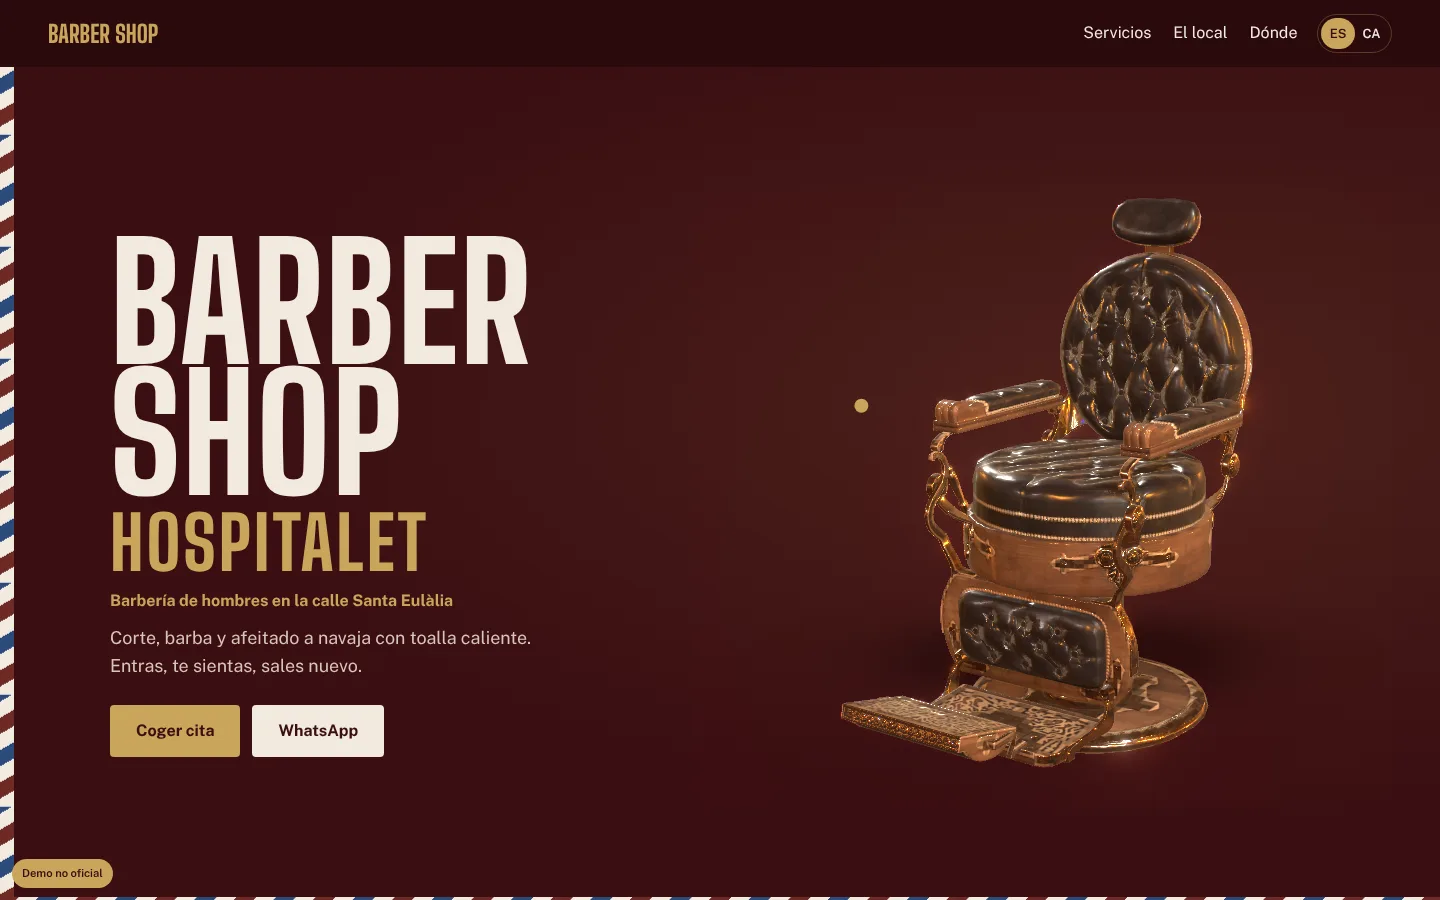 BARBER SHOP
Servicios
El local
Dónde
ES
CA
BARBER
SHOP
HOSPITALET
Barbería de hombres en la calle Santa Eulàlia
Corte, barba y afeitado a navaja con toalla caliente.
Entras, te sientas, sales nuevo.
Coger cita
WhatsApp
Demo no oficial